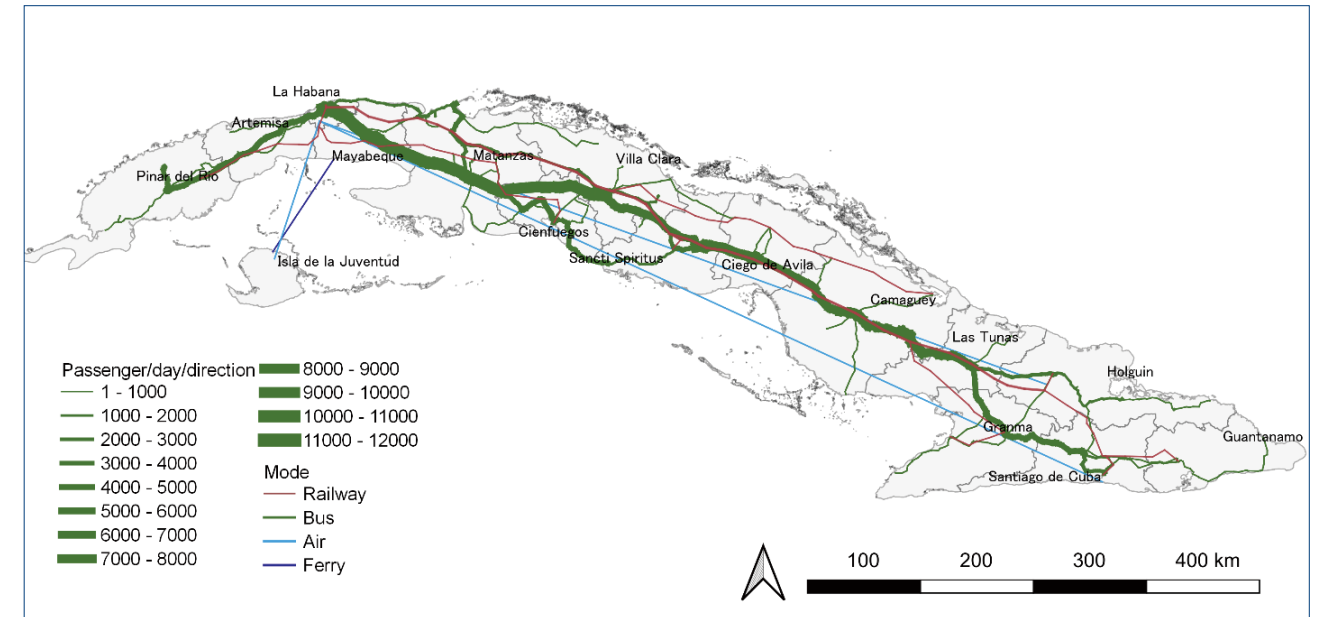 La Habana
Artemisa
Mayabeque
Matanzas
Villa Clara
Pinar del Rio
Cienfuegos
Sancti Spiritus
Isla de la Juventud
Ciego de Avila
Camaguey
Las Tunas
Holguin
Granma
Guantanamo
Santiago de Cuba
Passenger/day/direction
1 - 1000
1000 - 2000
2000 - 3000
3000 - 4000
4000 - 5000
5000 - 6000
6000 - 7000
7000 - 8000
8000 - 9000
9000 - 10000
10000 - 11000
11000 - 12000
Mode
Railway
Bus
Air
Ferry
100 200 300 400 km